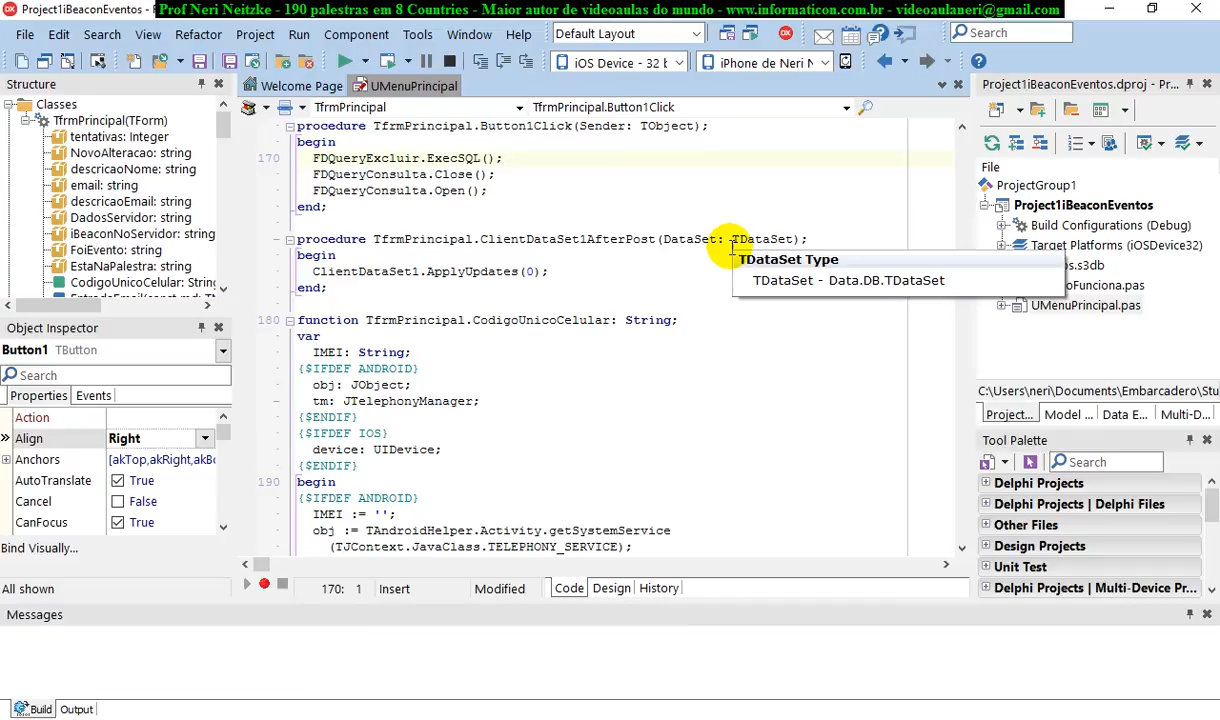 Project1iBeaconEventos -
Prof Neri Neitzke - 190 palestras em 8 Countries - Maior autor de videoaulas do mundo - www.informaticon.com.br - videoaulaneri@gmail.com
File Edit Search View Refactor Project Run Component Tools Window Help
Default Layout
Search
iOS Device - 32 b
iPhone de Neri N
Structure
Welcome Page
UMenuPrincipal
Project1iBeaconEventos.dproj - Pr...
TfrmPrincipal
TfrmPrincipal.Button1Click
Classes
TfrmPrincipal(TForm)
tentativas: Integer
NovoAlteracao: string
descricaoNome: string
email: string
descricaoEmail: string
DadosServidor: string
iBeaconNoServidor: string
FoiEvento: string
EstaNaPalestra: string
CodigoUnicoCelular: String
procedure TfrmPrincipal.Button1Click(Sender: TObject);
begin
170 FDQueryExcluir.ExecSQL();
FDQueryConsulta.Close();
FDQueryConsulta.Open();
end;
procedure TfrmPrincipal.ClientDataSet1AfterPost(DataSet: TDataSet);
begin
ClientDataSet1.ApplyUpdates(0);
end;
TDataSet Type
TDataSet - Data.DB.TDataSet
180 function TfrmPrincipal.CodigoUnicoCelular: String;
var
IMEI: String;
{$IFDEF ANDROID}
obj: JObject;
tm: JTelephonyManager;
{$ENDIF}
{$IFDEF IOS}
device: UIDevice;
{$ENDIF}
190 begin
{$IFDEF ANDROID}
IMEI := '';
obj := TAndroidHelper.Activity.getSystemService
(TJContext.JavaClass.TELEPHONY_SERVICE);
170: 1 Insert Modified Code Design History
File
ProjectGroup1
Project1iBeaconEventos
Build Configurations (Debug)
Target Platforms (iOSDevice32)
os.s3db
oFunciona.pas
UMenuPrincipal.pas
C:\Users\neri\Documents\Embarcadero\Stu
Project... Model ... Data E... Multi-D...
Tool Palette
Search
Delphi Projects
Delphi Projects | Delphi Files
Other Files
Design Projects
Unit Test
Delphi Projects | Multi-Device Pr...
Object Inspector
Button1 TButton
Search
Properties Events
Action
Align Right
Anchors [akTop,akRight,akBo
AutoTranslate True
Cancel False
CanFocus True
Bind Visually...
All shown
Messages
Build Output